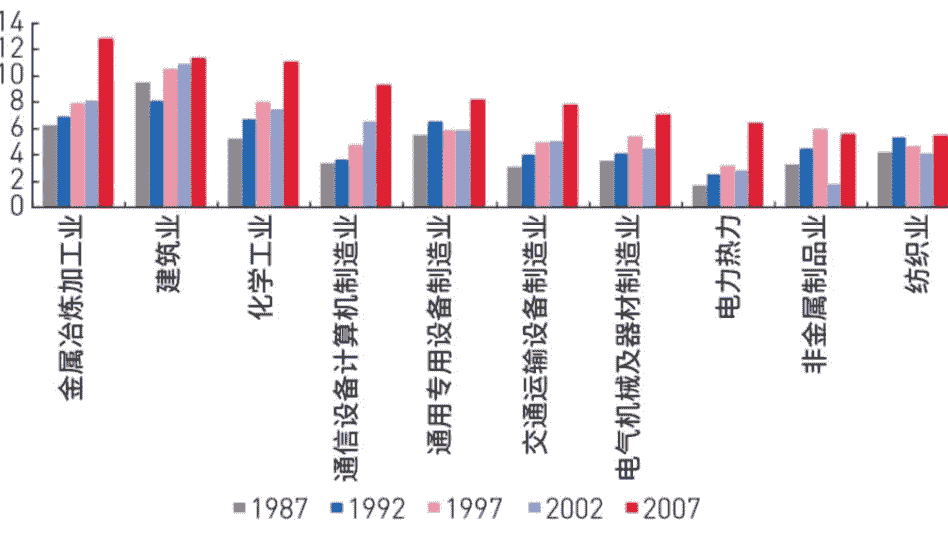 14
12
10
8
6
4
2
0
金属冶炼加工业
建筑业
化学工业
通信设备计算机制造业
通用专用设备制造业
交通运输设备制造业
电气机械及器材制造业
电力热力
非金属制品业
纺织业
1987 1992 1997 2002 2007